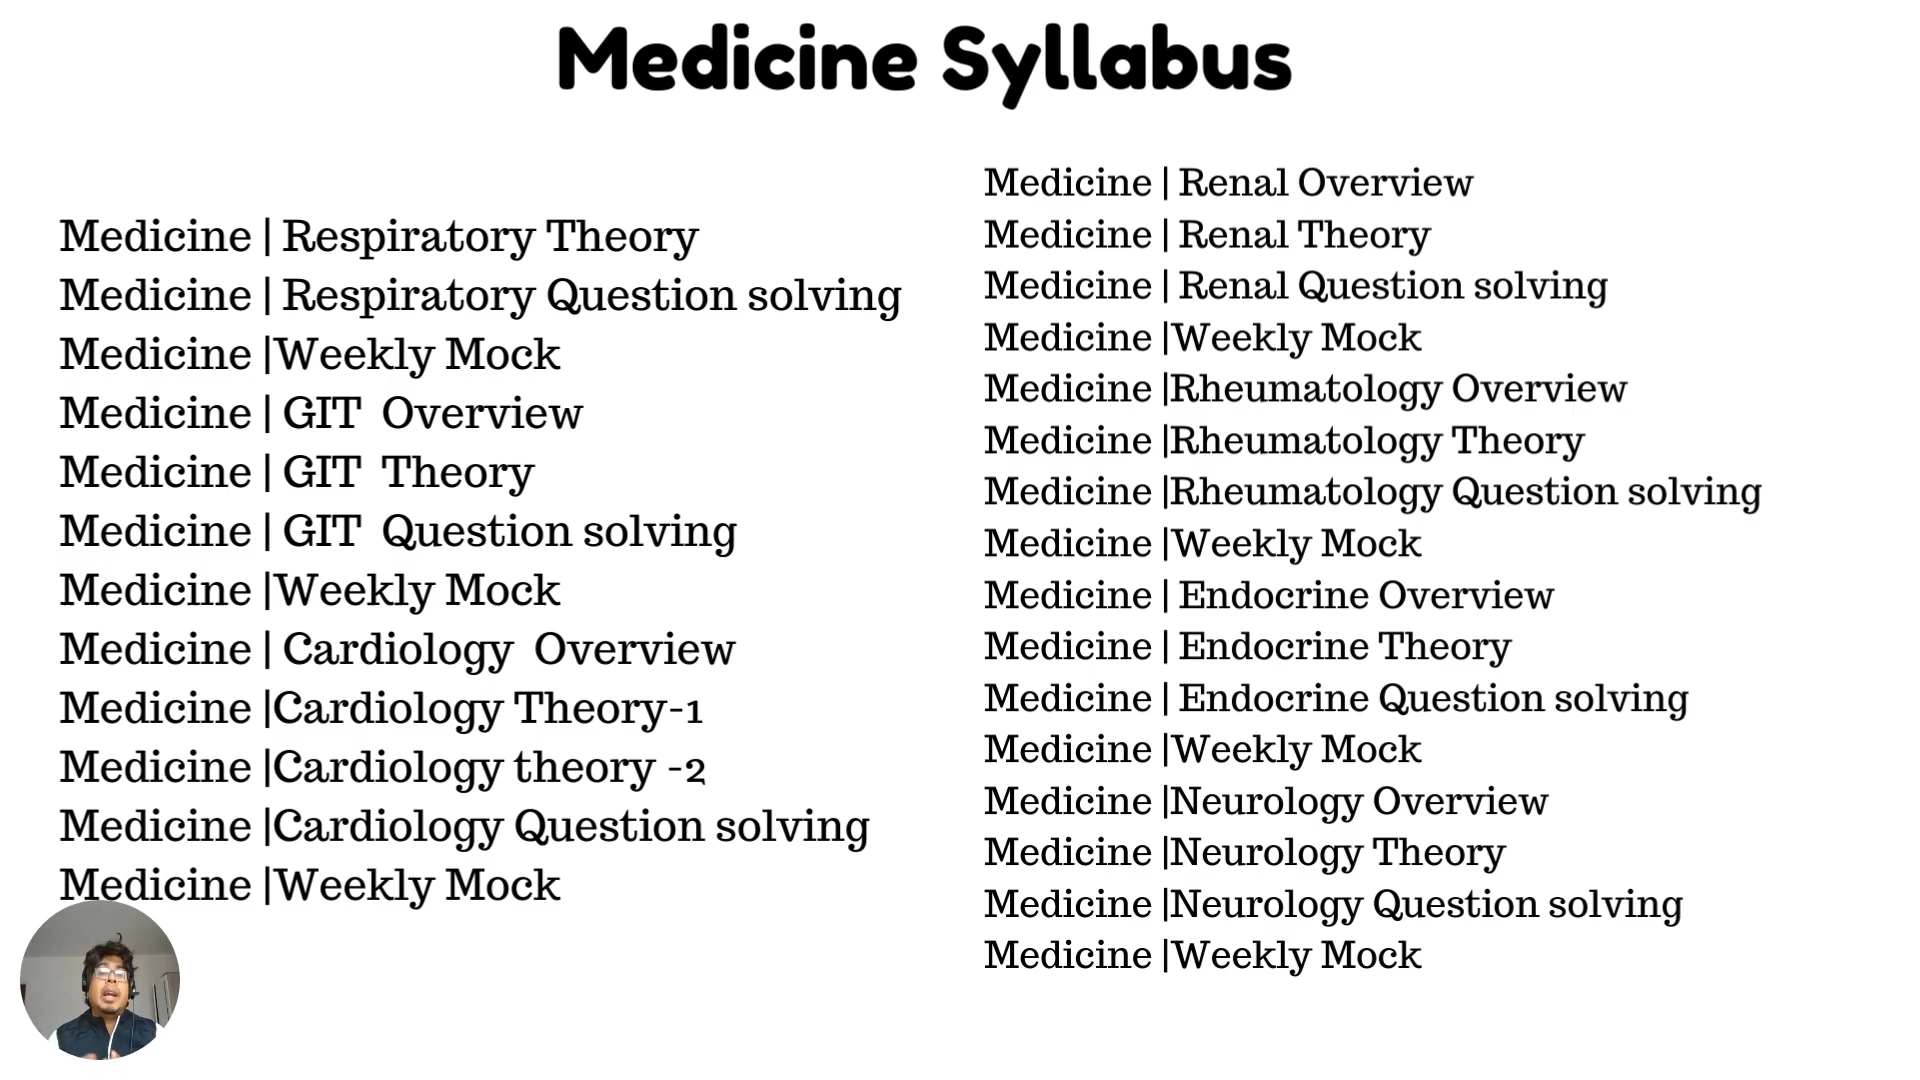 Medicine Syllabus
Medicine | Respiratory Theory
Medicine | Respiratory Question solving
Medicine |Weekly Mock
Medicine | GIT  Overview
Medicine | GIT  Theory
Medicine | GIT  Question solving
Medicine |Weekly Mock
Medicine | Cardiology  Overview
Medicine |Cardiology Theory-1
Medicine |Cardiology theory -2
Medicine |Cardiology Question solving
Medicine |Weekly Mock
Medicine | Renal Overview
Medicine | Renal Theory
Medicine | Renal Question solving
Medicine |Weekly Mock
Medicine |Rheumatology Overview
Medicine |Rheumatology Theory
Medicine |Rheumatology Question solving
Medicine |Weekly Mock
Medicine | Endocrine Overview
Medicine | Endocrine Theory
Medicine | Endocrine Question solving
Medicine |Weekly Mock
Medicine |Neurology Overview
Medicine |Neurology Theory
Medicine |Neurology Question solving
Medicine |Weekly Mock